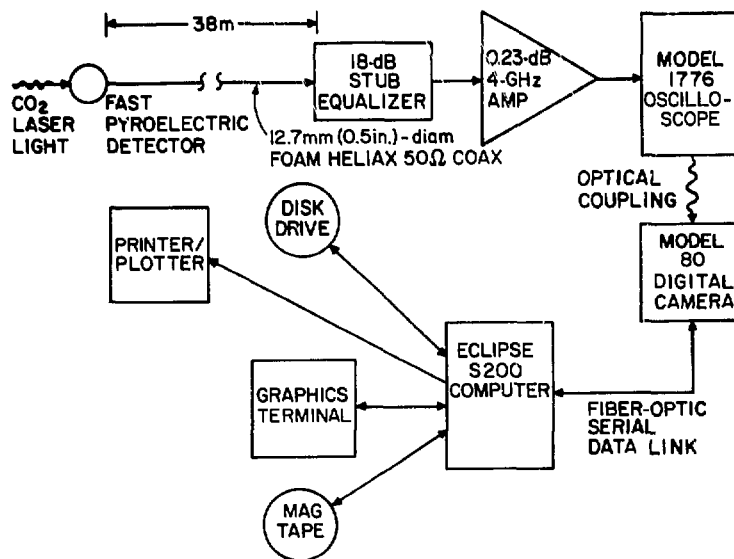 38m
CO2
LASER
LIGHT
FAST
PYROELECTRIC
DETECTOR
18-dB
STUB
EQUALIZER
12.7mm (0.5in.)-diam
FOAM HELIAX 50Ω COAX
0.23-dB
4-GHz
AMP
MODEL
1776
OSCILLO-
SCOPE
OPTICAL
COUPLING
MODEL
80
DIGITAL
CAMERA
DISK
DRIVE
PRINTER/
PLOTTER
ECLIPSE
S200
COMPUTER
GRAPHICS
TERMINAL
FIBER-OPTIC
SERIAL
DATA LINK
MAG
TAPE